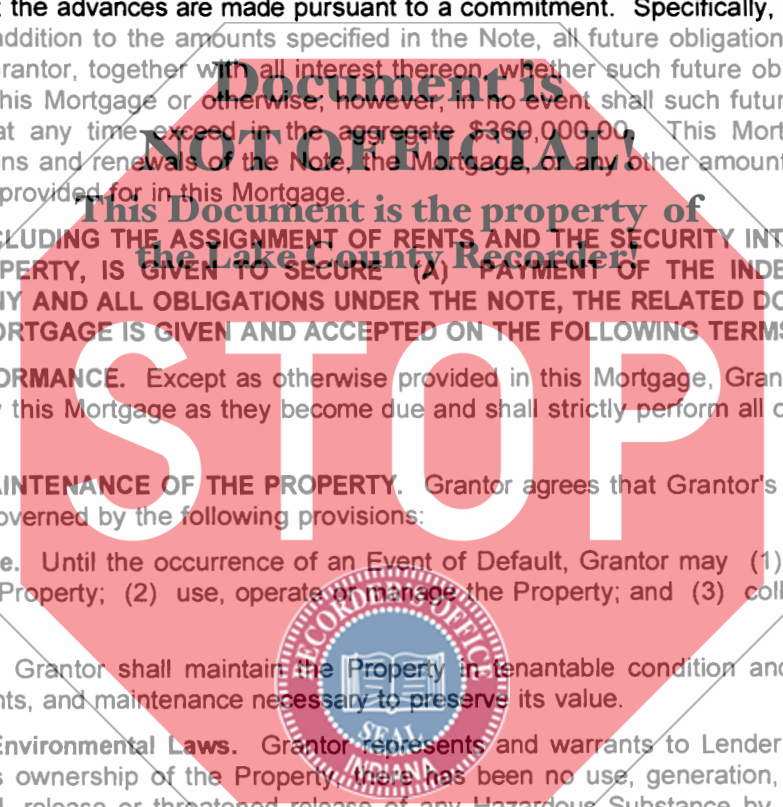 t the advances are made pursuant to a commitment. Specifically,
addition to the amounts specified in the Note, all future obligation
rantor, together with all interest thereon, whether such future ob
his Mortgage or otherwise; however, in no event shall such futur
at any time exceed in the aggregate $360,000.00. This Mort
ns and renewals of the Note, the Mortgage, or any other amount
provided for in this Mortgage.
Document is
NOT OFFICIAL!
This Document is the property of
the Lake County Recorder!
CLUDING THE ASSIGNMENT OF RENTS AND THE SECURITY INT
PERTY, IS GIVEN TO SECURE (A) PAYMENT OF THE INDE
NY AND ALL OBLIGATIONS UNDER THE NOTE, THE RELATED DO
ORTGAGE IS GIVEN AND ACCEPTED ON THE FOLLOWING TERMS
STOP
ORMANCE. Except as otherwise provided in this Mortgage, Gran
y this Mortgage as they become due and shall strictly perform all o
AINTENANCE OF THE PROPERTY. Grantor agrees that Grantor's
overned by the following provisions:
e. Until the occurrence of an Event of Default, Grantor may (1)
Property; (2) use, operate or manage the Property; and (3) coll
Grantor shall maintain the Property in tenantable condition and
nts, and maintenance necessary to preserve its value.
RECORDERS OFFICE
SEAL
INDIANA
Environmental Laws. Grantor represents and warrants to Lender
s ownership of the Property, there has been no use, generation,
release or threatened release of any Hazardous Substance by